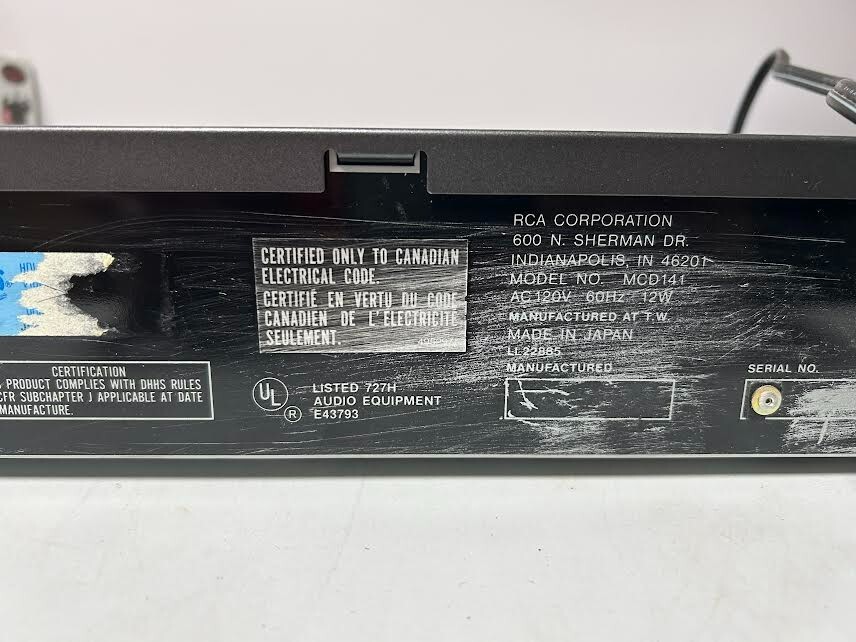 CERTIFIED ONLY TO CANADIAN
ELECTRICAL CODE.
CERTIFIÉ EN VERTU DU CODE
CANADIEN DE L'ÉLECTRICITÉ
SEULEMENT.
RCA CORPORATION
600 N. SHERMAN DR.
INDIANAPOLIS, IN 46201
MODEL NO. MCD141
AC 120V 60Hz 12W
MANUFACTURED AT T.W.
MADE IN JAPAN
LL22885
MANUFACTURED
SERIAL NO.
CERTIFICATION
PRODUCT COMPLIES WITH DHHS RULES
CFR SUBCHAPTER J APPLICABLE AT DATE
MANUFACTURE.
UL
®
LISTED 727H
AUDIO EQUIPMENT
E43793